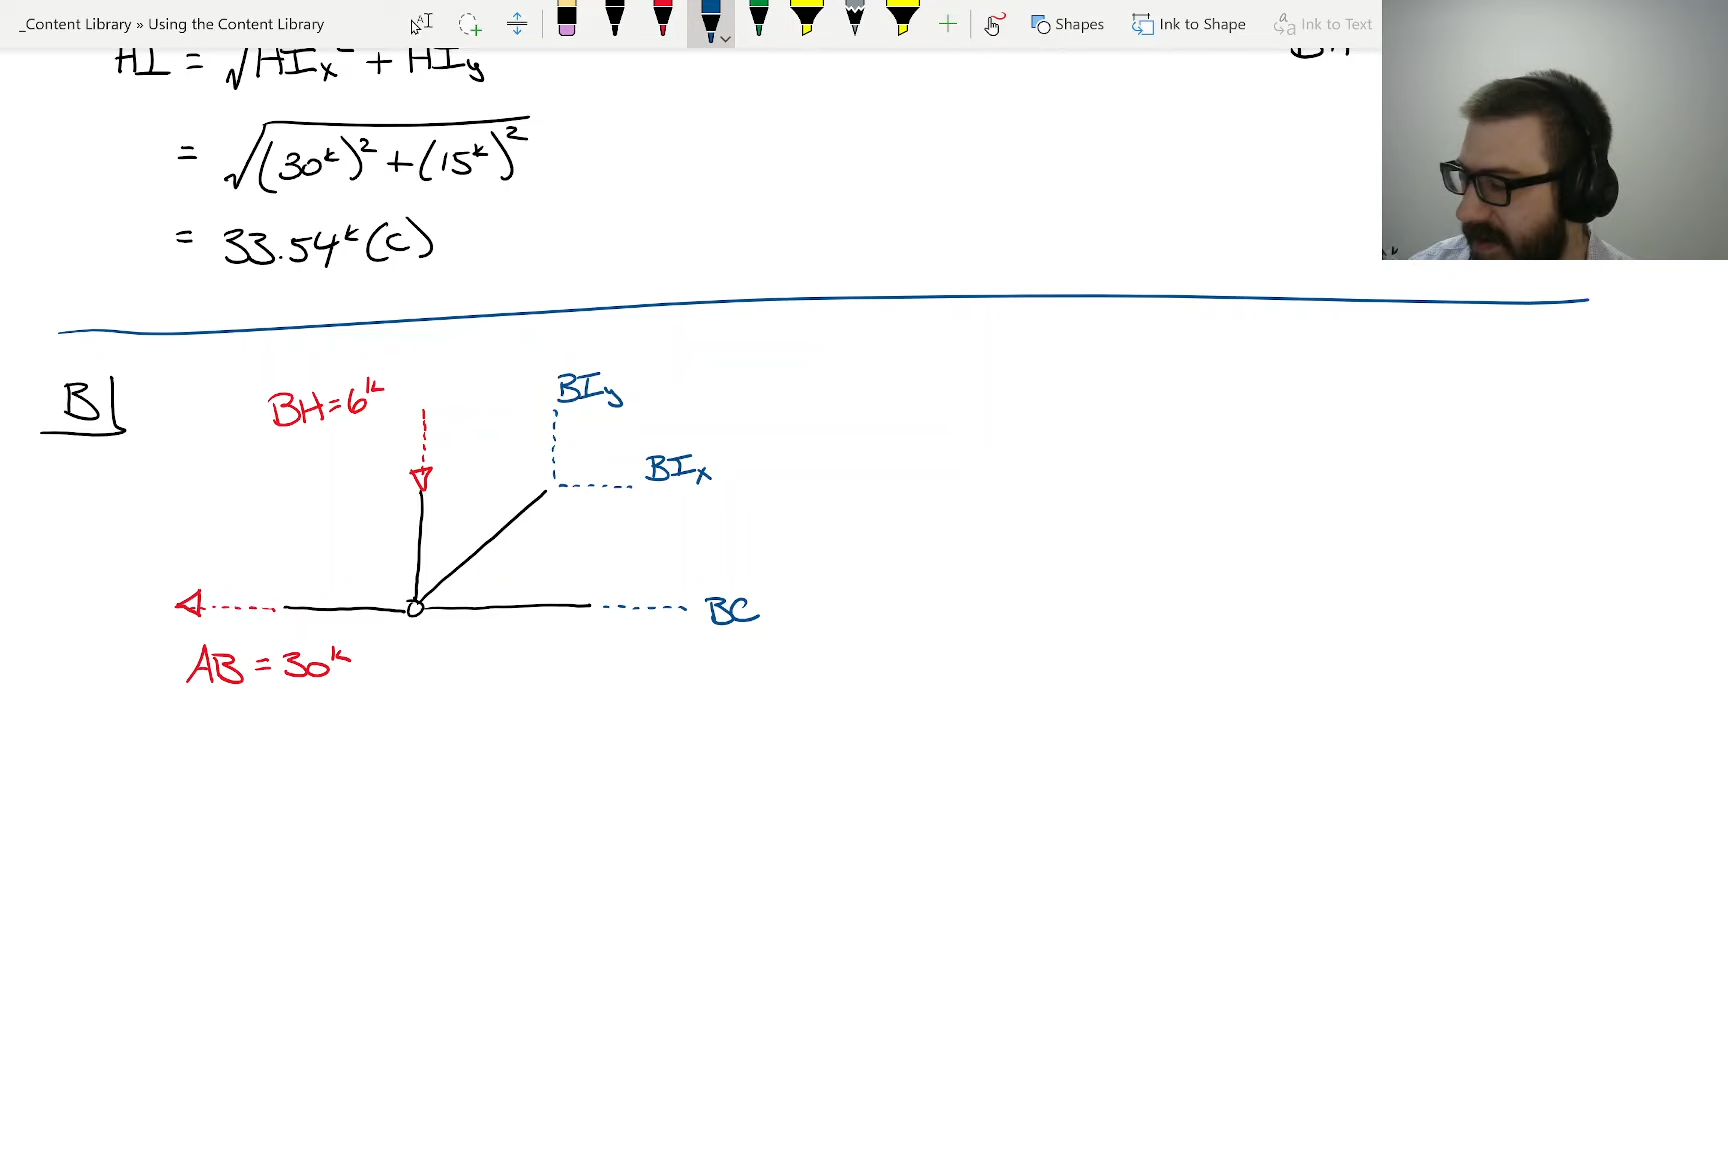 _Content Library » Using the Content Library
Shapes
Ink to Shape
Ink to Text
HI = √HIx² + HIy
= √(30ᵏ)² + (15ᵏ)²
= 33.54ᵏ (C)
B
BH = 6ᵏ
BIy
BIx
BC
AB = 30ᵏ